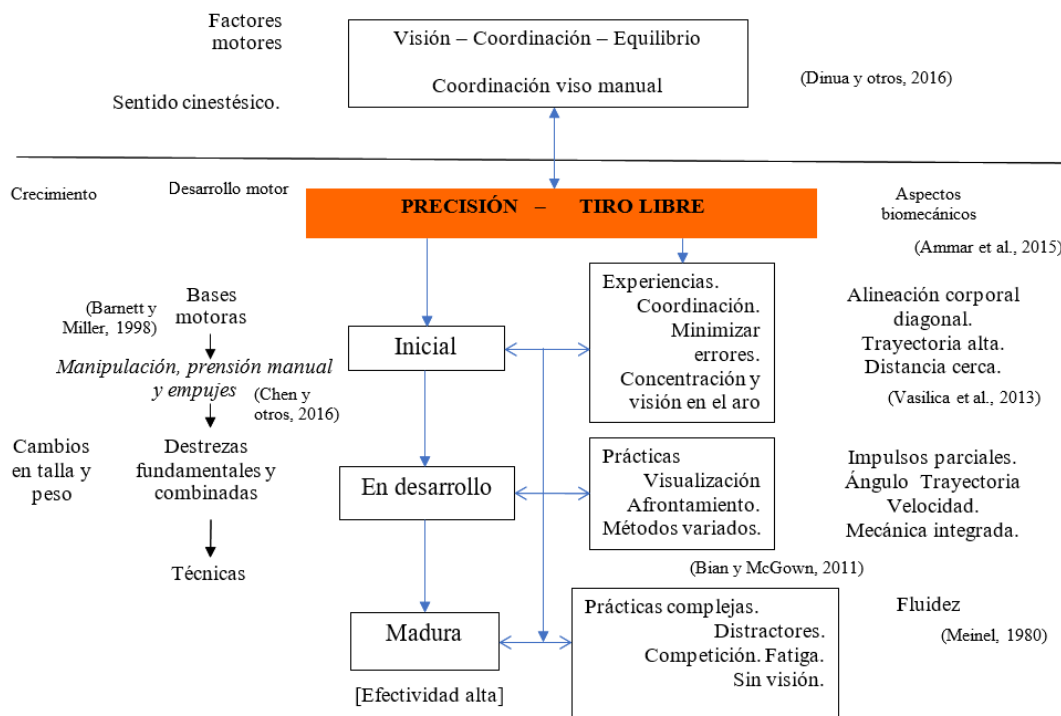 Factores
motores
Visión – Coordinación – Equilibrio
Coordinación viso manual
(Dinua y otros, 2016)
Sentido cinestésico.
Crecimiento
Desarrollo motor
PRECISIÓN – TIRO LIBRE
Aspectos
biomecánicos
(Ammar et al., 2015)
(Barnett y
Miller, 1998)
Bases
motoras
Manipulación, prensión manual
y empujes
(Chen y
otros, 2016)
Cambios
en talla y
peso
Destrezas
fundamentales y
combinadas
Técnicas
Inicial
Experiencias.
Coordinación.
Minimizar
errores.
Concentración y
visión en el aro
Alineación corporal
diagonal.
Trayectoria alta.
Distancia cerca.
(Vasilica et al., 2013)
En desarrollo
Prácticas
Visualización
Afrontamiento.
Métodos variados.
Impulsos parciales.
Ángulo Trayectoria
Velocidad.
Mecánica integrada.
(Bian y McGown, 2011)
Madura
[Efectividad alta]
Prácticas complejas.
Distractores.
Competición. Fatiga.
Sin visión.
Fluidez
(Meinel, 1980)